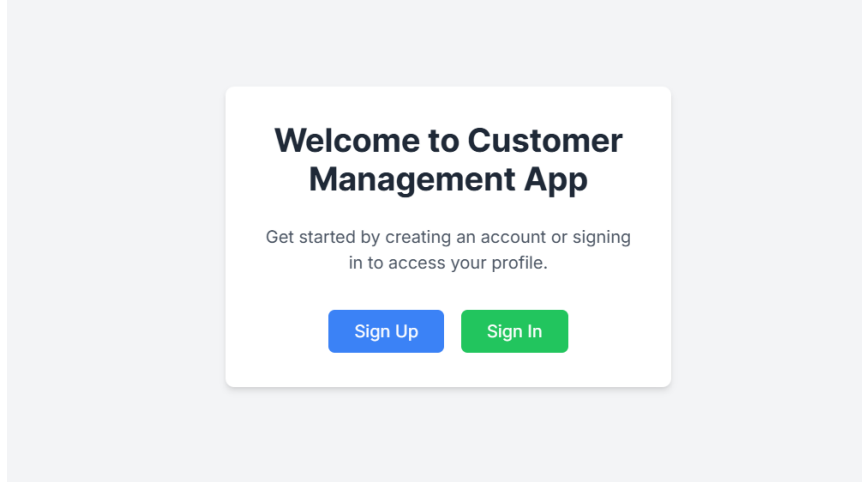 Welcome to Customer
Management App
Get started by creating an account or signing
in to access your profile.
Sign Up
Sign In